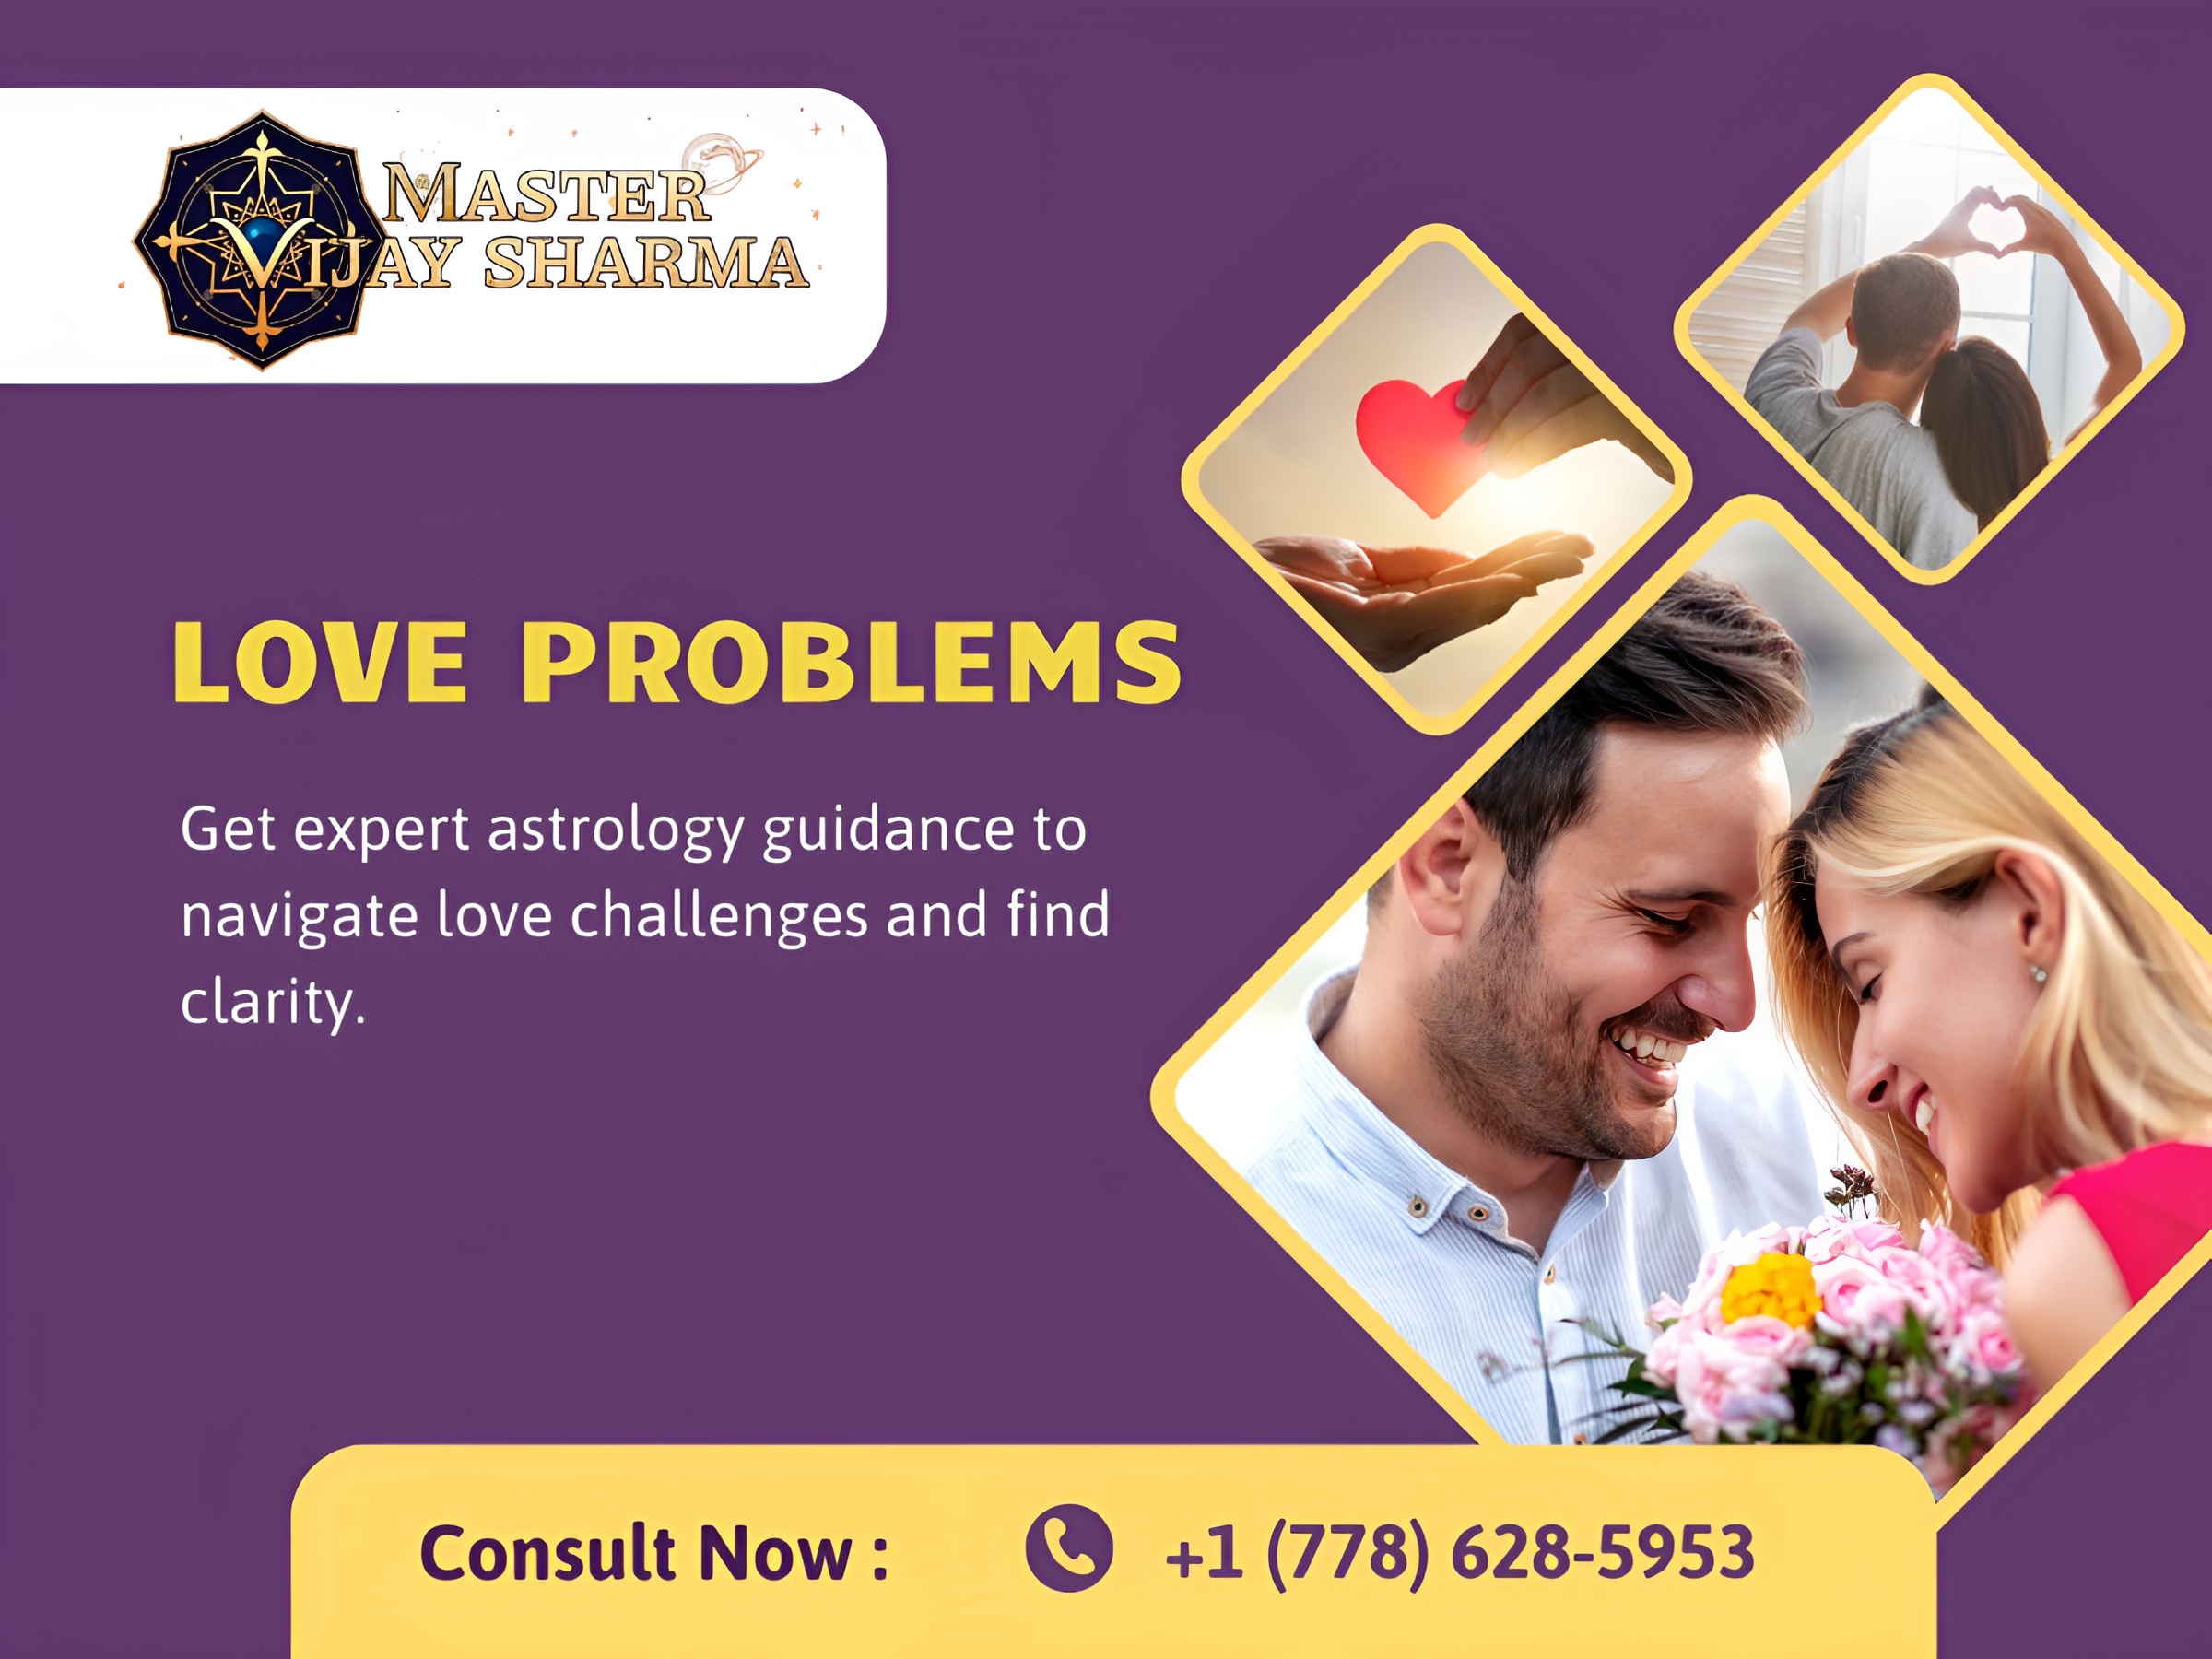 MASTER
VIJAY SHARMA
LOVE PROBLEMS
Get expert astrology guidance to
navigate love challenges and find
clarity.
Consult Now :
+1 (778) 628-5953